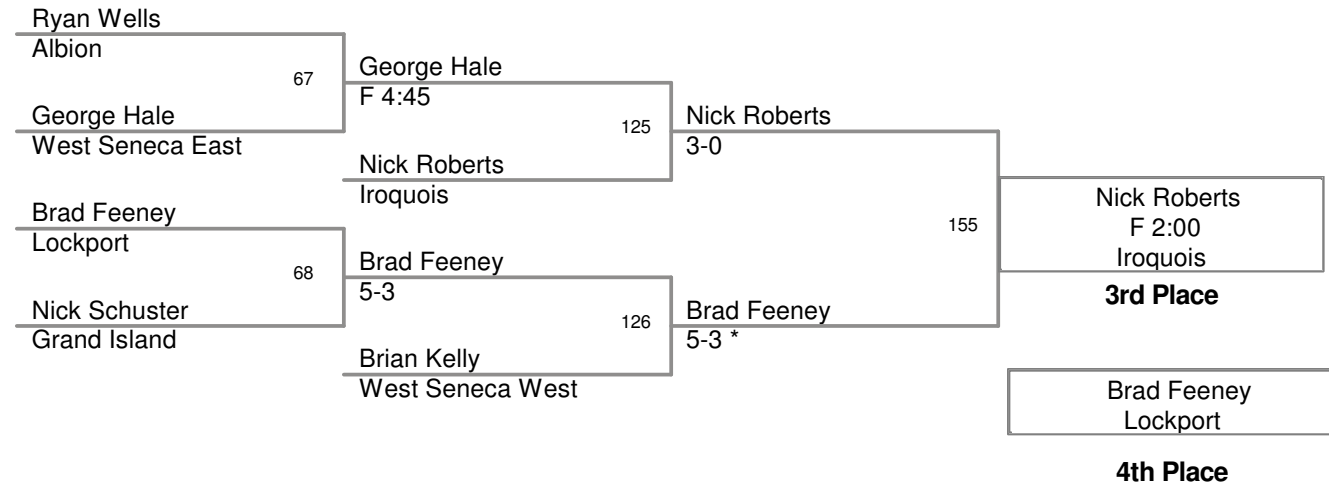 Ryan Wells
Albion
67
George Hale
F 4:45
George Hale
West Seneca East
125
Nick Roberts
3-0
Nick Roberts
Iroquois
Brad Feeney
Lockport
68
Brad Feeney
5-3
Nick Schuster
Grand Island
126
Brad Feeney
5-3 *
Brian Kelly
West Seneca West
155
Nick Roberts
F 2:00
Iroquois
3rd Place
Brad Feeney
Lockport
4th Place